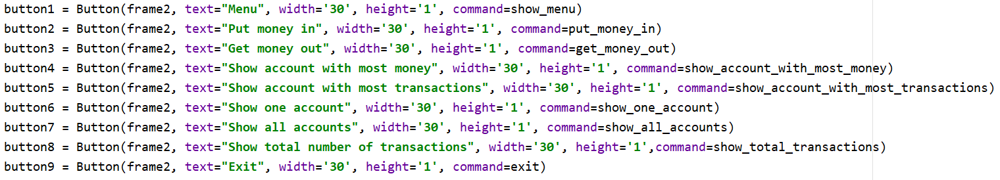 button1 = Button(frame2, text="Menu", width='30', height='1', command=show_menu)
button2 = Button(frame2, text="Put money in", width='30', height='1', command=put_money_in)
button3 = Button(frame2, text="Get money out", width='30', height='1', command=get_money_out)
button4 = Button(frame2, text="Show account with most money", width='30', height='1', command=show_account_with_most_money)
button5 = Button(frame2, text="Show account with most transactions", width='30', height='1', command=show_account_with_most_transactions)
button6 = Button(frame2, text="Show one account", width='30', height='1', command=show_one_account)
button7 = Button(frame2, text="Show all accounts", width='30', height='1', command=show_all_accounts)
button8 = Button(frame2, text="Show total number of transactions", width='30', height='1',command=show_total_transactions)
button9 = Button(frame2, text="Exit", width='30', height='1', command=exit)